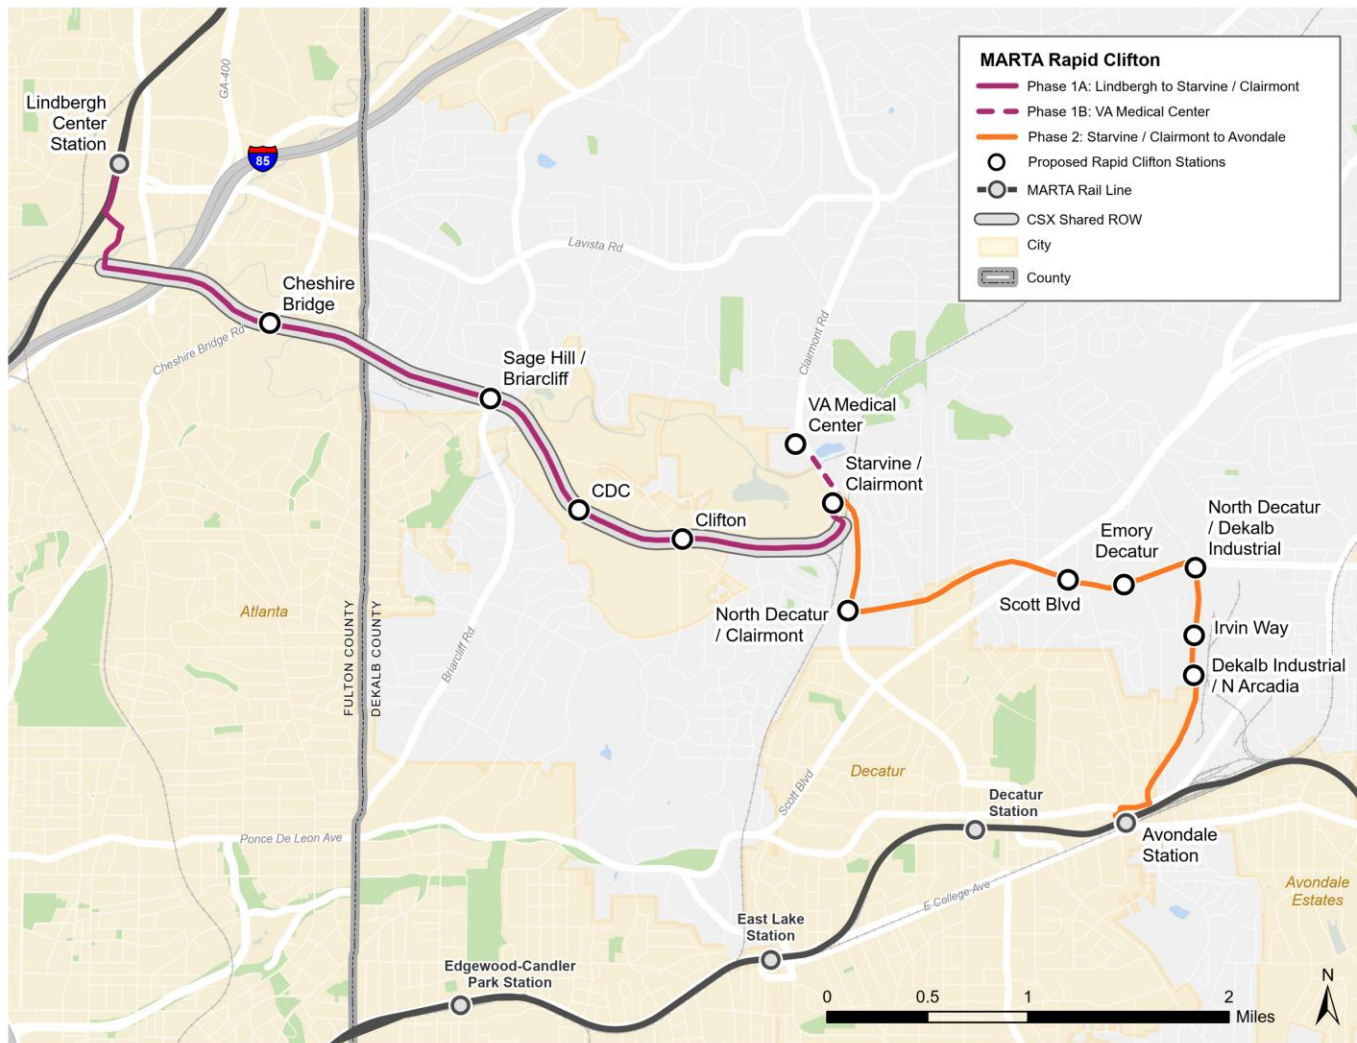 MARTA Rapid Clifton
Phase 1A: Lindbergh to Starvine / Clairmont
Phase 1B: VA Medical Center
Phase 2: Starvine / Clairmont to Avondale
Proposed Rapid Clifton Stations
MARTA Rail Line
CSX Shared ROW
City
County
Lindbergh
Center
Station
GA-400
85
Lavista Rd
Cheshire
Bridge
Cheshire Bridge Rd
Sage Hill /
Briarcliff
Clairmont Rd
VA Medical
Center
Starvine /
Clairmont
CDC
Clifton
North Decatur
/ Dekalb
Industrial
Emory
Decatur
Scott Blvd
North Decatur
/ Clairmont
Irvin Way
Dekalb Industrial
/ N Arcadia
Atlanta
FULTON COUNTY
DEKALB COUNTY
Briarcliff Rd
Scott Blvd
Decatur
Decatur
Station
Ponce De Leon Ave
Avondale
Station
E College Ave
Avondale
Estates
East Lake
Station
Edgewood-Candler
Park Station
0 0.5 1 2
Miles
N